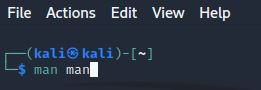 File Actions Edit View Help
┌──(kali㉿kali)-[~]
└─$ man man